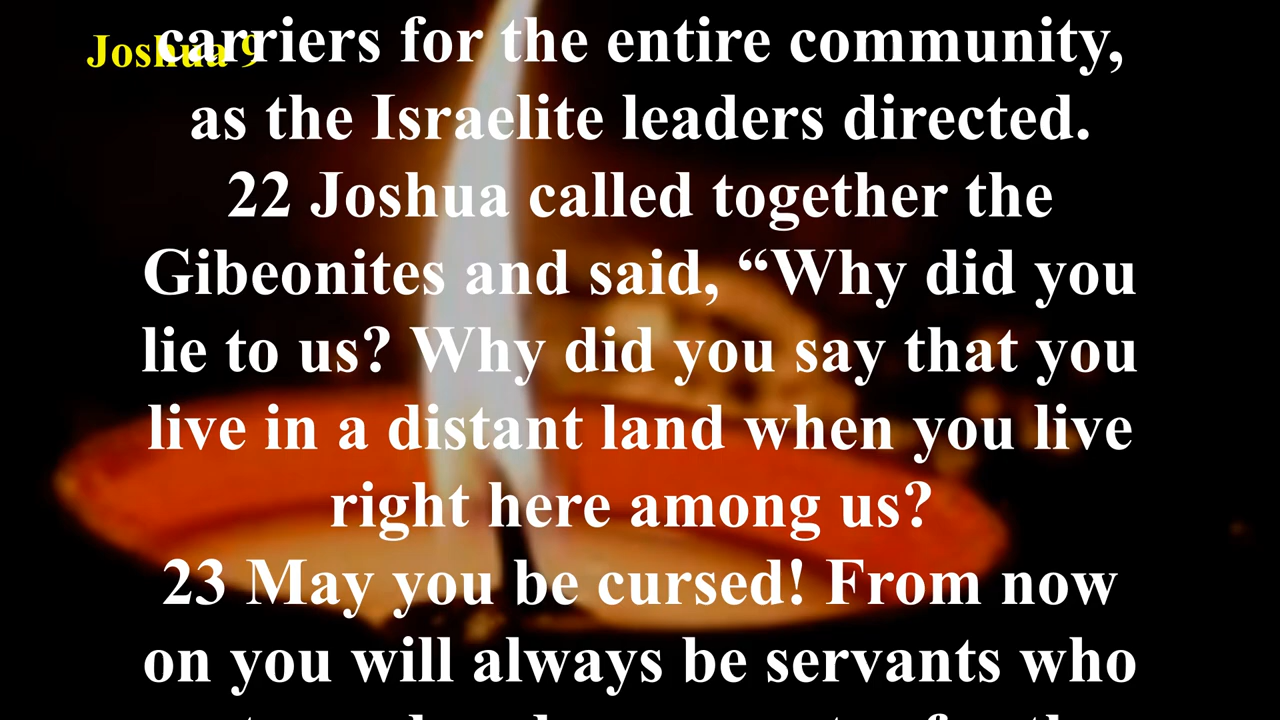 Joshua 9
carriers for the entire community,
as the Israelite leaders directed.
22 Joshua called together the
Gibeonites and said, “Why did you
lie to us? Why did you say that you
live in a distant land when you live
right here among us?
23 May you be cursed! From now
on you will always be servants who